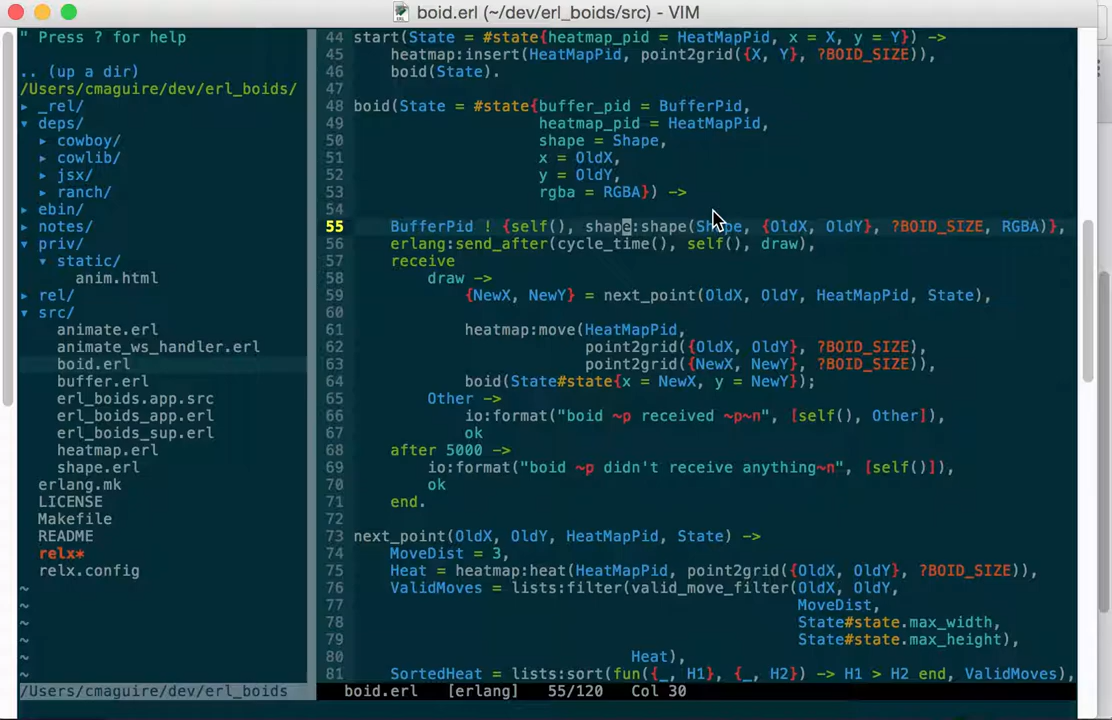 boid.erl (~/dev/erl_boids/src) - VIM
" Press ? for help
.. (up a dir)
/Users/cmaguire/dev/erl_boids/
▸ _rel/
▾ deps/
▸ cowboy/
▸ cowlib/
▸ jsx/
▸ ranch/
▸ ebin/
▸ notes/
▾ priv/
▾ static/
anim.html
▸ rel/
▾ src/
animate.erl
animate_ws_handler.erl
boid.erl
buffer.erl
erl_boids.app.src
erl_boids_app.erl
erl_boids_sup.erl
heatmap.erl
shape.erl
erlang.mk
LICENSE
Makefile
README
relx*
relx.config
~
~
~
~
~
~
/Users/cmaguire/dev/erl_boids
44 start(State = #state{heatmap_pid = HeatMapPid, x = X, y = Y}) ->
45     heatmap:insert(HeatMapPid, point2grid({X, Y}, ?BOID_SIZE)),
46     boid(State).
47
48 boid(State = #state{buffer_pid = BufferPid,
49                     heatmap_pid = HeatMapPid,
50                     shape = Shape,
51                     x = OldX,
52                     y = OldY,
53                     rgba = RGBA}) ->
54
55     BufferPid ! {self(), shape:shape(Shape, {OldX, OldY}, ?BOID_SIZE, RGBA)},
56     erlang:send_after(cycle_time(), self(), draw),
57     receive
58         draw ->
59             {NewX, NewY} = next_point(OldX, OldY, HeatMapPid, State),
60
61             heatmap:move(HeatMapPid,
62                          point2grid({OldX, OldY}, ?BOID_SIZE),
63                          point2grid({NewX, NewY}, ?BOID_SIZE)),
64             boid(State#state{x = NewX, y = NewY});
65         Other ->
66             io:format("boid ~p received ~p~n", [self(), Other]),
67             ok
68     after 5000 ->
69         io:format("boid ~p didn't receive anything~n", [self()]),
70         ok
71     end.
72
73 next_point(OldX, OldY, HeatMapPid, State) ->
74     MoveDist = 3,
75     Heat = heatmap:heat(HeatMapPid, point2grid({OldX, OldY}, ?BOID_SIZE)),
76     ValidMoves = lists:filter(valid_move_filter(OldX, OldY,
77                                                 MoveDist,
78                                                 State#state.max_width,
79                                                 State#state.max_height),
80                               Heat),
81     SortedHeat = lists:sort(fun({_, H1}, {_, H2}) -> H1 > H2 end, ValidMoves),
boid.erl [erlang] 55/120 Col 30